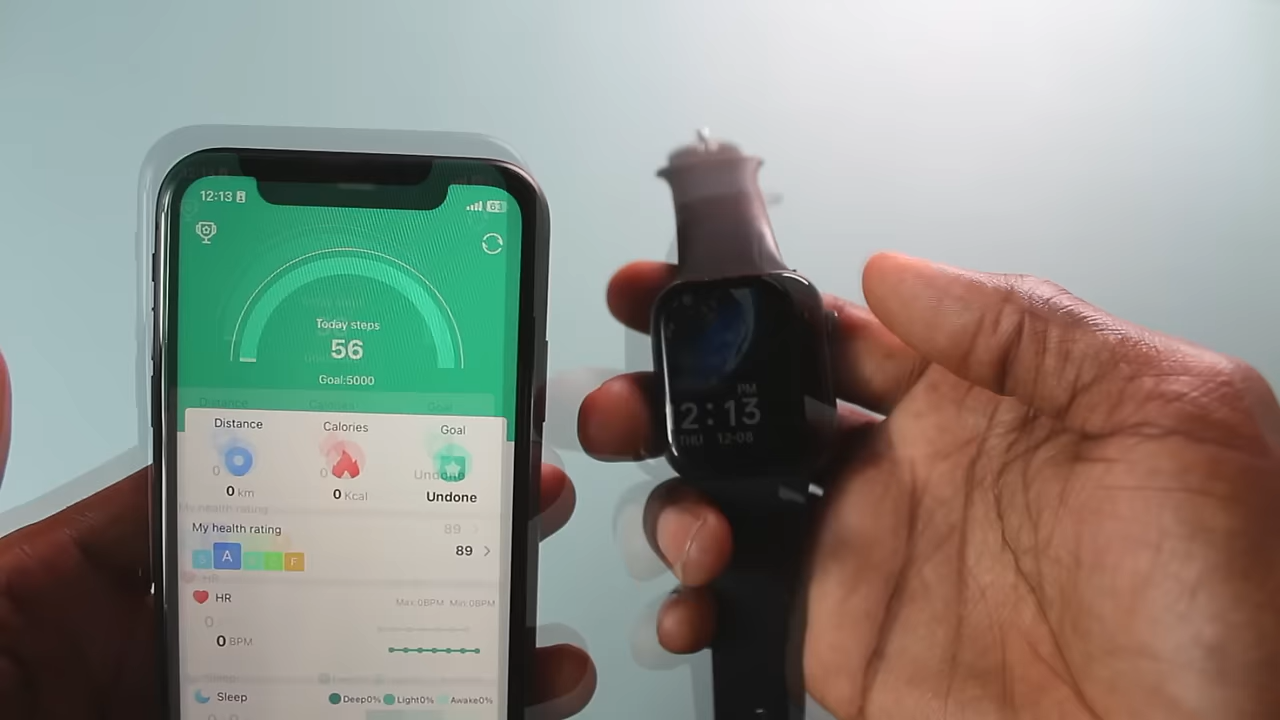 12:13
63
Today steps
56
Goal:5000
Distance Calories Goal
0 km 0 Kcal Undone
My health rating
89
A F
HR
Max:0BPM Min:0BPM
0 BPM
Sleep
Deep0% Light0% Awake0%
PM
12:13
THU 12-08